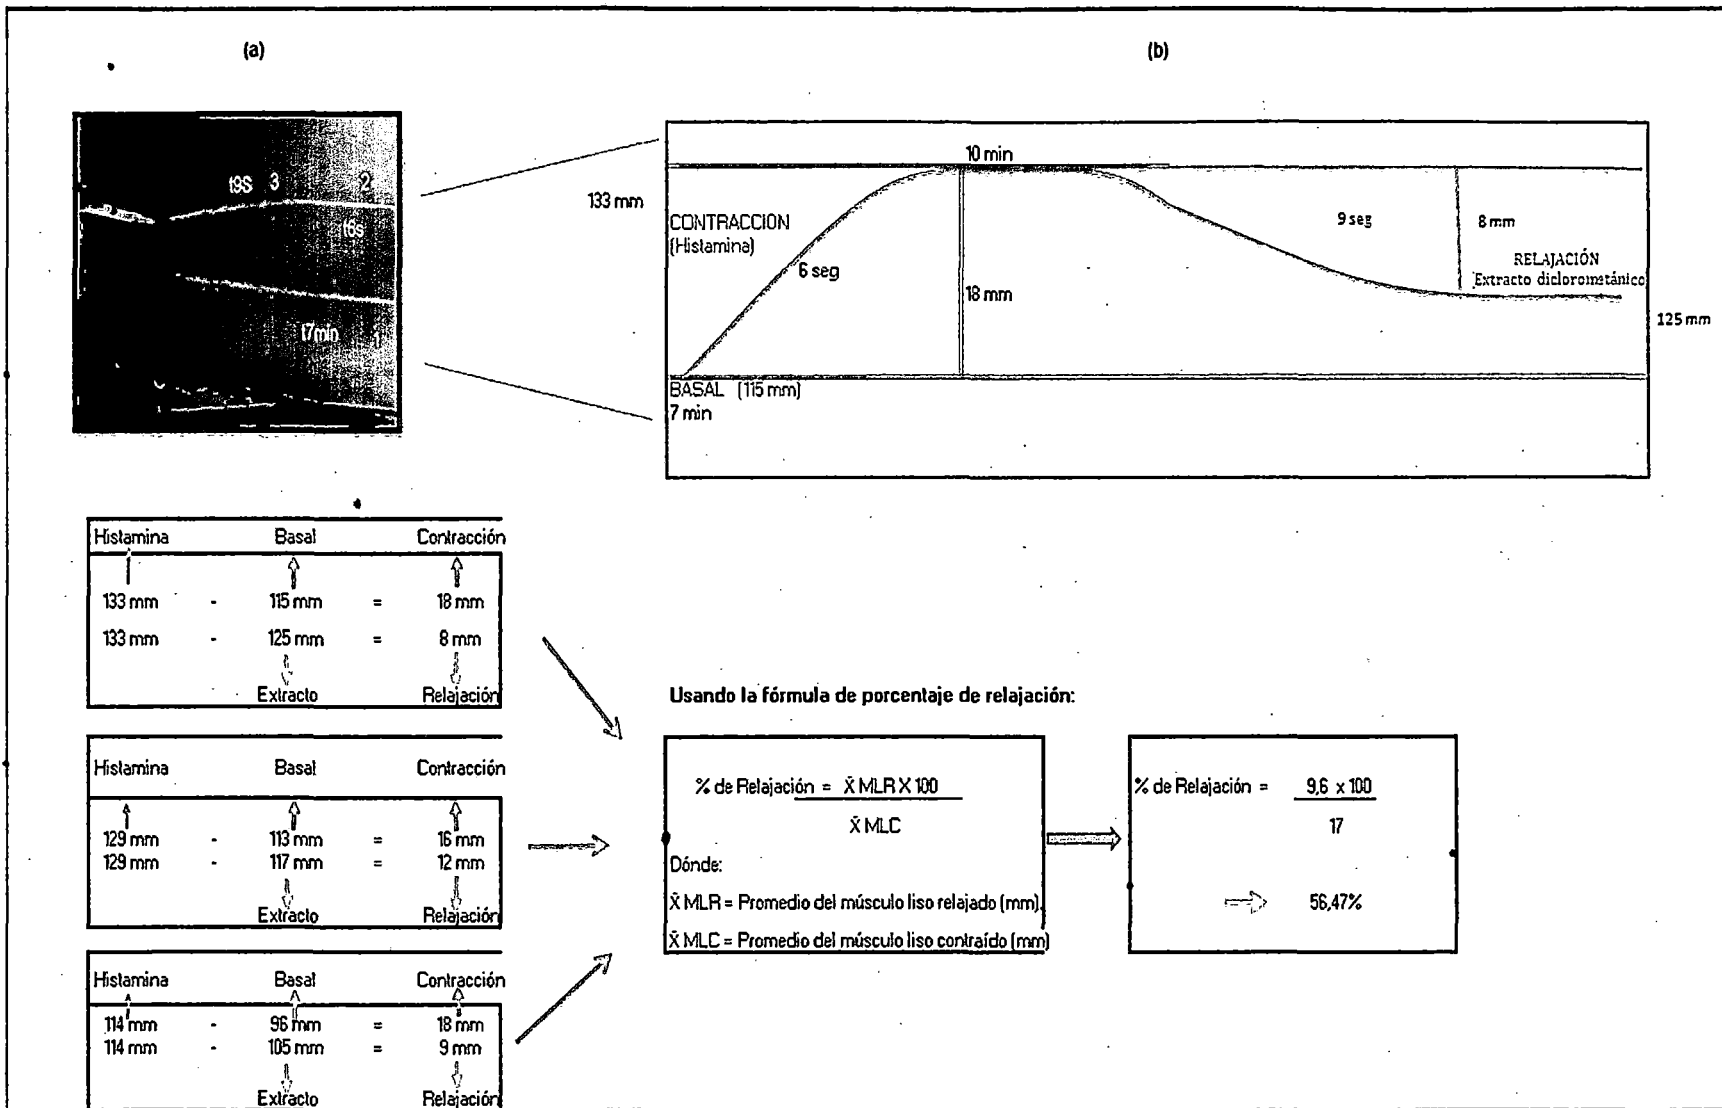 (a)
(b)
t9S 3 2
t6s
t7min 1
10 min
133 mm
CONTRACCION
(Histamina)
6 seg
18 mm
9 seg
8 mm
RELAJACIÓN
Extracto diclorometánico
125 mm
BASAL (115 mm)
7 min
Histamina Basal Contracción
133 mm - 115 mm = 18 mm
133 mm - 125 mm = 8 mm
Extracto Relajación
Usando la fórmula de porcentaje de relajación:
Histamina Basal Contracción
129 mm - 113 mm = 16 mm
129 mm - 117 mm = 12 mm
Extracto Relajación
% de Relajación = X̄ MLR X 100
X̄ MLC
Dónde:
X̄ MLR = Promedio del músculo liso relajado (mm).
X̄ MLC = Promedio del músculo liso contraído (mm)
% de Relajación = 9,6 x 100
17
56,47%
Histamina Basal Contracción
114 mm - 96 mm = 18 mm
114 mm - 105 mm = 9 mm
Extracto Relajación